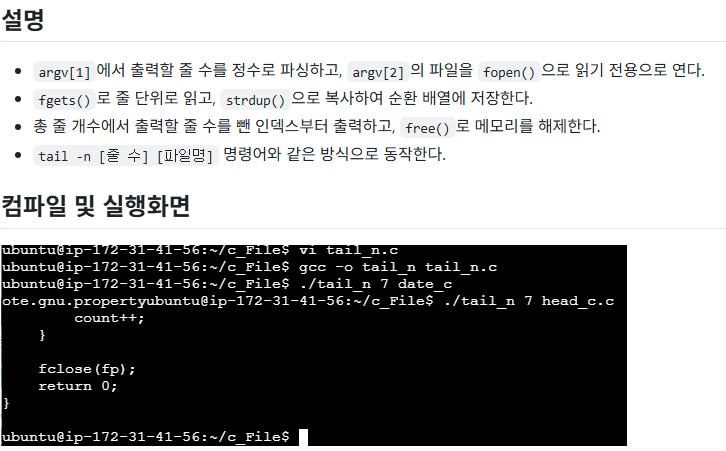 설명
argv[1]에서 출력할 줄 수를 정수로 파싱하고, argv[2]의 파일을 fopen()으로 읽기 전용으로 연다.
fgets()로 줄 단위로 읽고, strdup()으로 복사하여 순환 배열에 저장한다.
총 줄 개수에서 출력할 줄 수를 뺀 인덱스부터 출력하고, free()로 메모리를 해제한다.
tail -n [줄 수] [파일명] 명령어와 같은 방식으로 동작한다.
컴파일 및 실행화면
ubuntu@ip-172-31-41-56:~/c_File$ vi tail_n.c
ubuntu@ip-172-31-41-56:~/c_File$ gcc -o tail_n tail_n.c
ubuntu@ip-172-31-41-56:~/c_File$ ./tail_n 7 date_c
ote.gnu.propertyubuntu@ip-172-31-41-56:~/c_File$ ./tail_n 7 head_c.c
        count++;
    }

    fclose(fp);
    return 0;
}

ubuntu@ip-172-31-41-56:~/c_File$